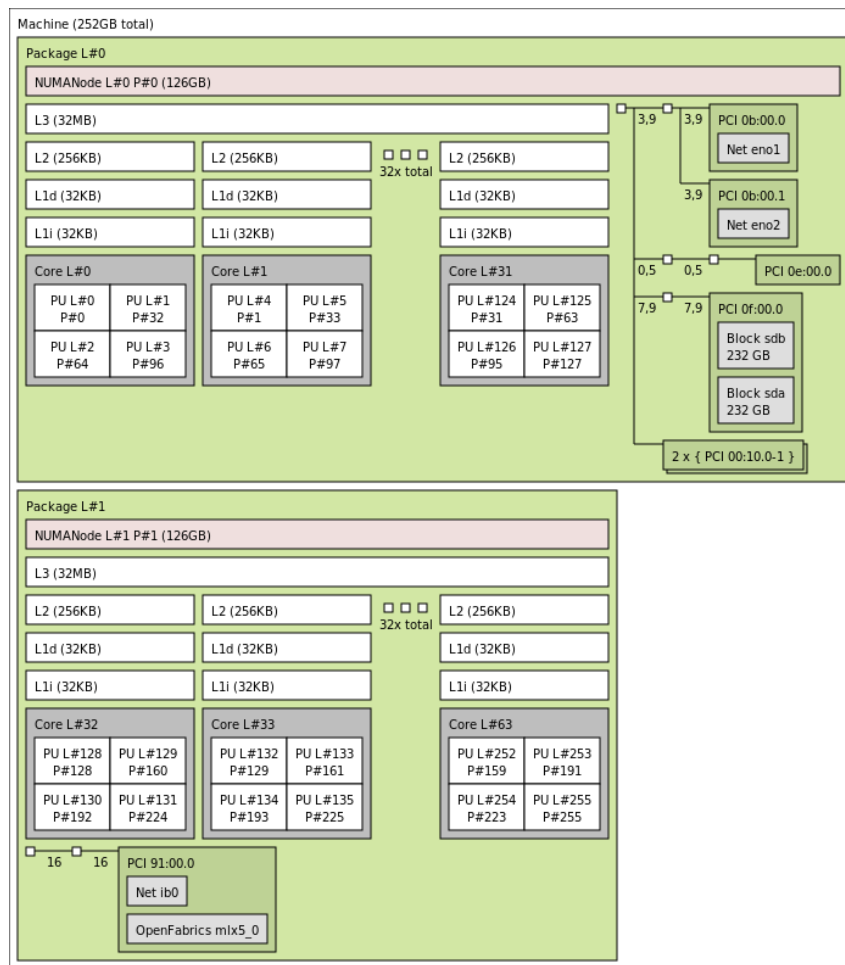 Machine (252GB total)
Package L#0
NUMANode L#0 P#0 (126GB)
L3 (32MB)
L2 (256KB)
L2 (256KB)
32x total
L2 (256KB)
L1d (32KB)
L1d (32KB)
L1d (32KB)
L1i (32KB)
L1i (32KB)
L1i (32KB)
Core L#0
PU L#0
P#0
PU L#1
P#32
PU L#2
P#64
PU L#3
P#96
Core L#1
PU L#4
P#1
PU L#5
P#33
PU L#6
P#65
PU L#7
P#97
Core L#31
PU L#124
P#31
PU L#125
P#63
PU L#126
P#95
PU L#127
P#127
3,9
3,9
PCI 0b:00.0
Net eno1
3,9
PCI 0b:00.1
Net eno2
0,5
0,5
PCI 0e:00.0
7,9
7,9
PCI 0f:00.0
Block sdb
232 GB
Block sda
232 GB
2 x { PCI 00:10.0-1 }
Package L#1
NUMANode L#1 P#1 (126GB)
L3 (32MB)
L2 (256KB)
L2 (256KB)
32x total
L2 (256KB)
L1d (32KB)
L1d (32KB)
L1d (32KB)
L1i (32KB)
L1i (32KB)
L1i (32KB)
Core L#32
PU L#128
P#128
PU L#129
P#160
PU L#130
P#192
PU L#131
P#224
Core L#33
PU L#132
P#129
PU L#133
P#161
PU L#134
P#193
PU L#135
P#225
Core L#63
PU L#252
P#159
PU L#253
P#191
PU L#254
P#223
PU L#255
P#255
16
16
PCI 91:00.0
Net ib0
OpenFabrics mlx5_0